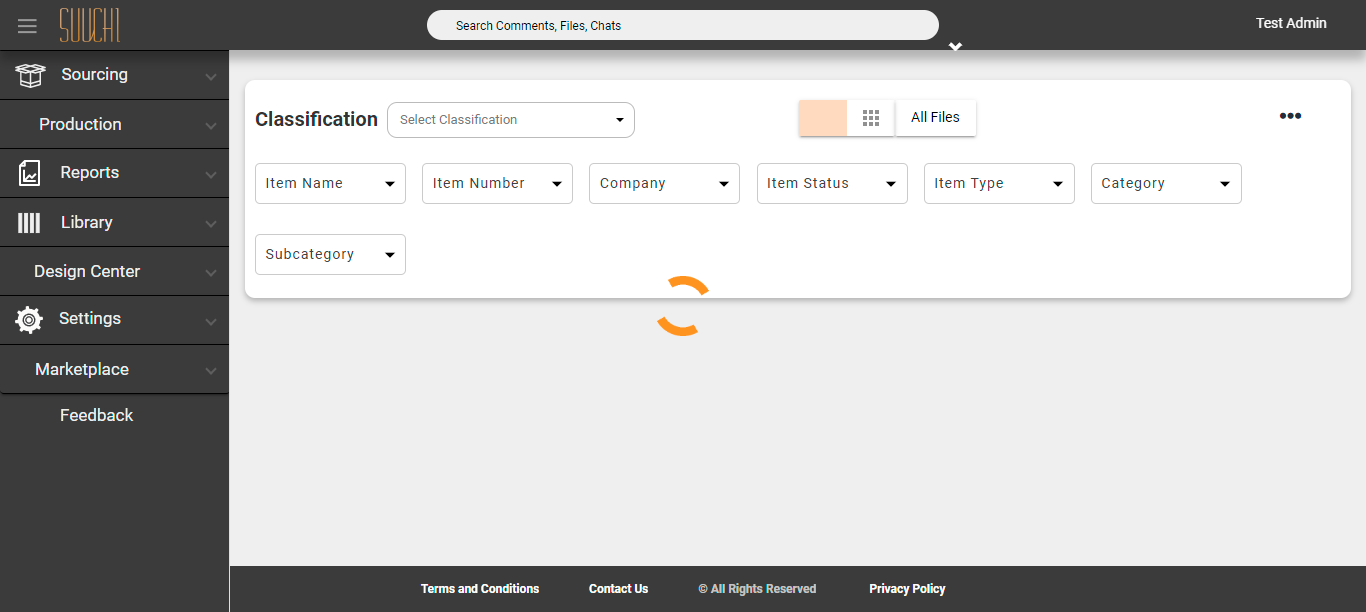 SUUCHI
Search Comments, Files, Chats
Test Admin
Sourcing
Production
Reports
Library
Design Center
Settings
Marketplace
Feedback
Classification
Select Classification
All Files
Item Name
Item Number
Company
Item Status
Item Type
Category
Subcategory
Terms and Conditions
Contact Us
© All Rights Reserved
Privacy Policy